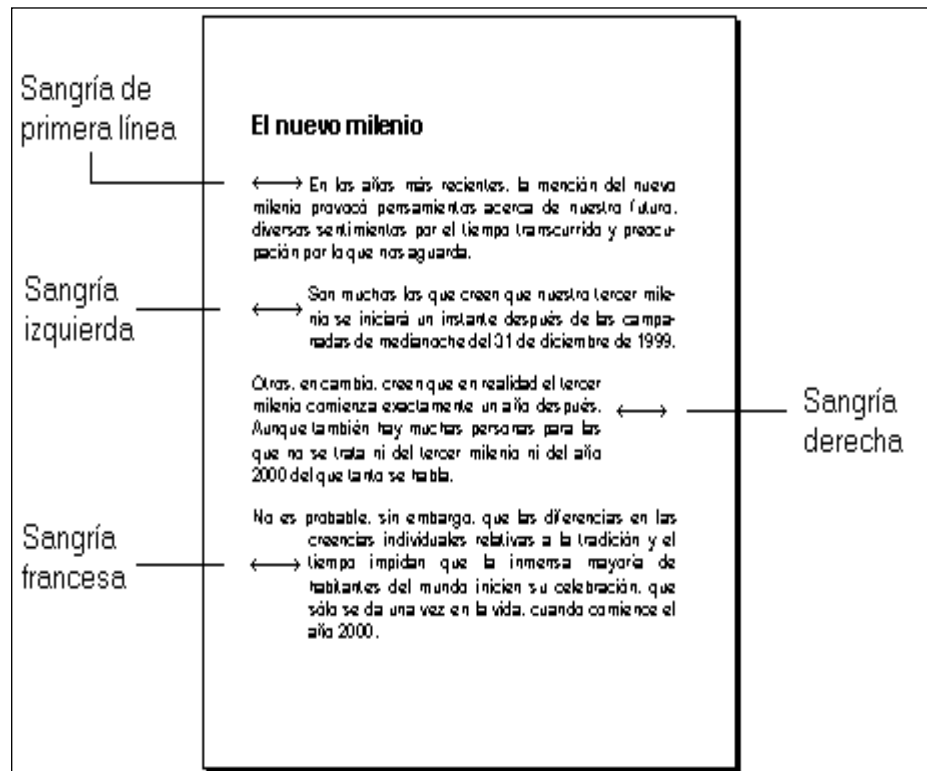 Sangría de
primera línea
El nuevo milenio
En los años más recientes, la mención del nuevo
milenio provocó pensamientos acerca de nuestro futuro,
diversos sentimientos por el tiempo transcurrido y preocu-
pación por lo que nos aguarda.
Sangría
izquierda
Son muchos los que creen que nuestro tercer mile-
nio se iniciará un instante después de las campa-
nadas de medianoche del 31 de diciembre de 1999.
Otros, en cambio, creen que en realidad el tercer
milenio comienza exactamente un año después.
Aunque también hay muchas personas para las
que no se trata ni del tercer milenio ni del año
2000 del que tanto se habla.
Sangría
derecha
Sangría
francesa
No es probable, sin embargo, que las diferencias en las
creencias individuales relativas a la tradición y el
tiempo impidan que la inmensa mayoría de
habitantes del mundo inicien su celebración, que
sólo se da una vez en la vida, cuando comience el
año 2000.